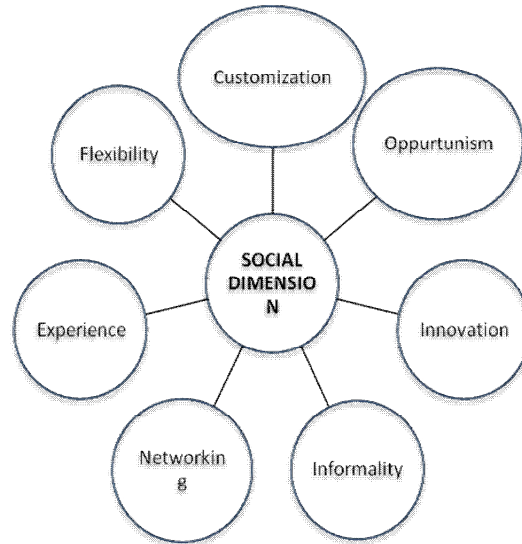 Customization
Oppurtunism
Flexibility
SOCIAL
DIMENSIO
N
Experience
Innovation
Networkin
g
Informality